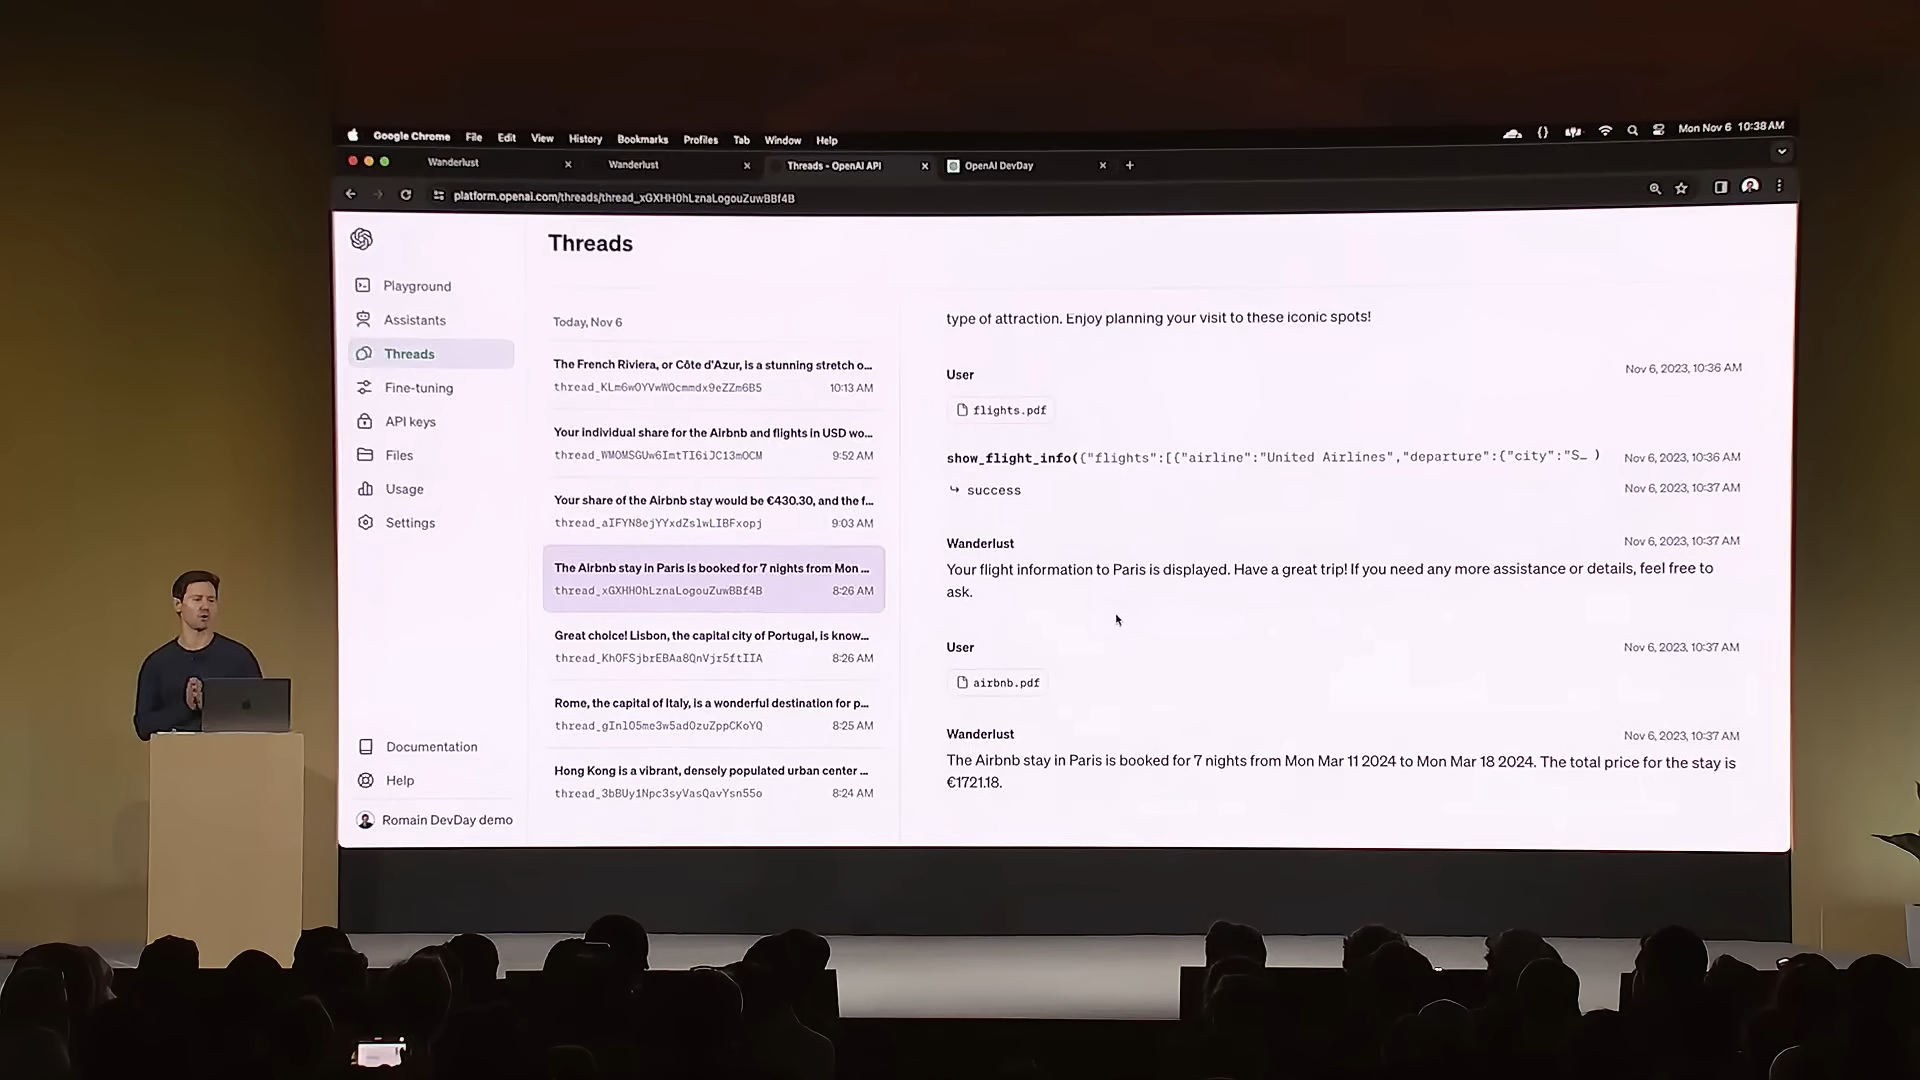 Google Chrome File Edit View History Bookmarks Profiles Tab Window Help
Mon Nov 6 10:38 AM
Wanderlust
Wanderlust
Threads - OpenAI API
OpenAI DevDay
platform.openai.com/threads/thread_xGXHH0hLznaLogouZuwBBf4B
Playground
Assistants
Threads
Fine-tuning
API keys
Files
Usage
Settings
Documentation
Help
Romain DevDay demo
Threads
Today, Nov 6
The French Riviera, or Côte d'Azur, is a stunning stretch o...
thread_KLm6wOYVwWOcmmdx9eZZm6B5 10:13 AM
Your individual share for the Airbnb and flights in USD wo...
thread_WMOMSGUw6ImtTI6iJC13mOCM 9:52 AM
Your share of the Airbnb stay would be €430.30, and the f...
thread_aIFYN8ejYYxdZslwLIBFxopj 9:03 AM
The Airbnb stay in Paris is booked for 7 nights from Mon ...
thread_xGXHH0hLznaLogouZuwBBf4B 8:26 AM
Great choice! Lisbon, the capital city of Portugal, is know...
thread_KhOFSjbrEBAa8QnVjr5ftIIA 8:26 AM
Rome, the capital of Italy, is a wonderful destination for p...
thread_gInlO5me3w5adOzuZppCKoYQ 8:25 AM
Hong Kong is a vibrant, densely populated urban center ...
thread_3bBUy1Npc3syVasQavYsn55o 8:24 AM
type of attraction. Enjoy planning your visit to these iconic spots!
User Nov 6, 2023, 10:36 AM
flights.pdf
show_flight_info({"flights":[{"airline":"United Airlines","departure":{"city":"S… ) Nov 6, 2023, 10:36 AM
success Nov 6, 2023, 10:37 AM
Wanderlust Nov 6, 2023, 10:37 AM
Your flight information to Paris is displayed. Have a great trip! If you need any more assistance or details, feel free to
ask.
User Nov 6, 2023, 10:37 AM
airbnb.pdf
Wanderlust Nov 6, 2023, 10:37 AM
The Airbnb stay in Paris is booked for 7 nights from Mon Mar 11 2024 to Mon Mar 18 2024. The total price for the stay is
€1721.18.